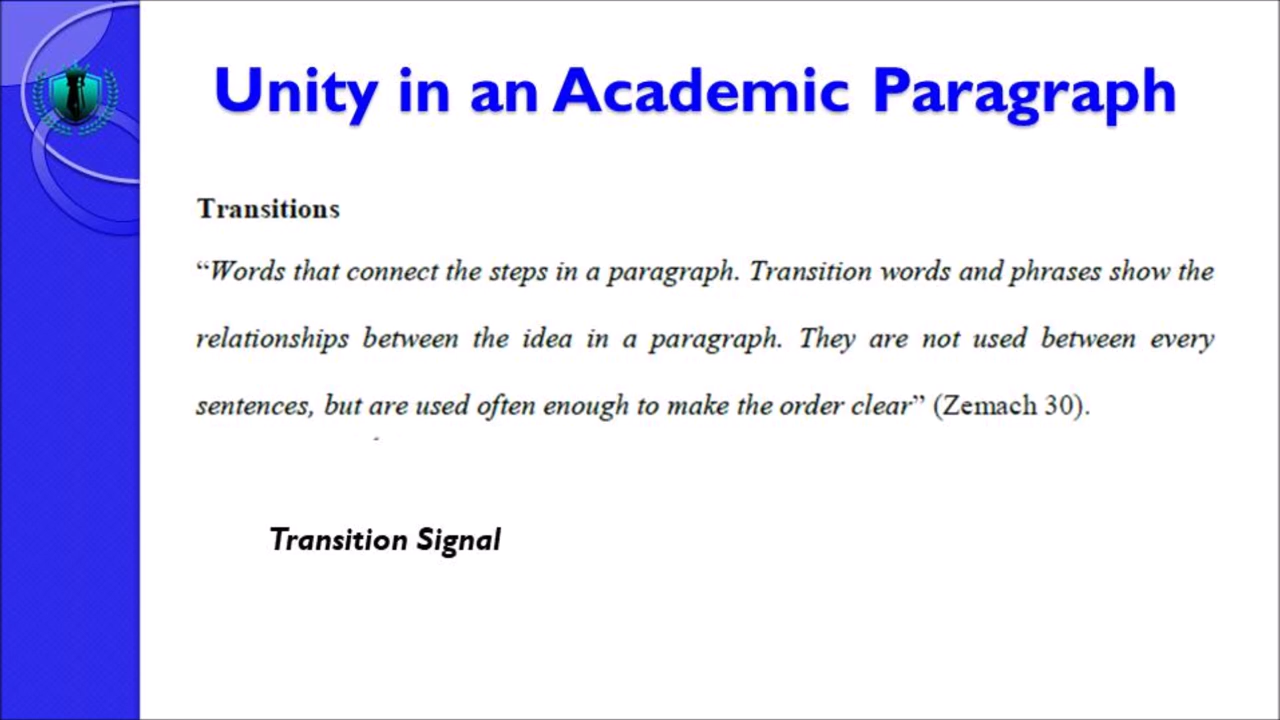 Unity in an Academic Paragraph
Transitions
“Words that connect the steps in a paragraph. Transition words and phrases show the
relationships between the idea in a paragraph. They are not used between every
sentences, but are used often enough to make the order clear” (Zemach 30).
Transition Signal